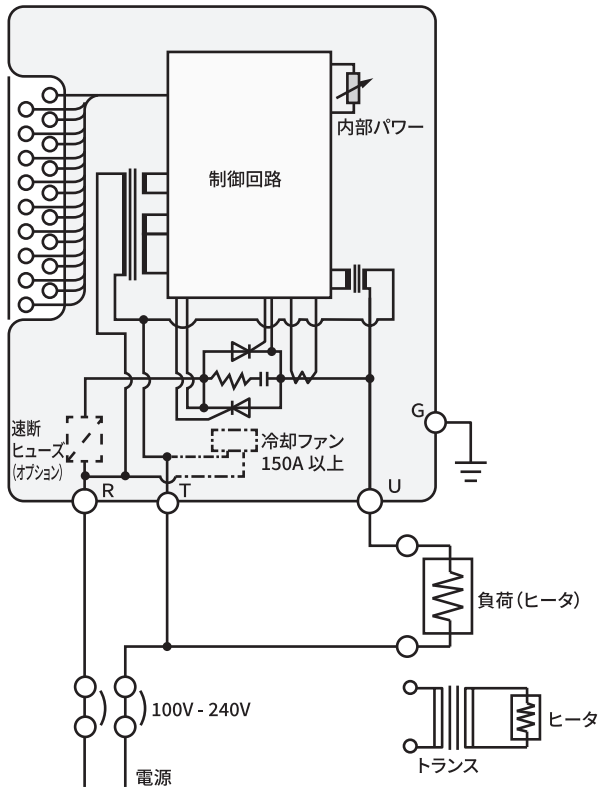 内部パワー
制御回路
G
速断
ヒューズ
(オプション)
冷却ファン
150A 以上
R
T
U
負荷(ヒータ)
100V - 240V
ヒータ
トランス
電源